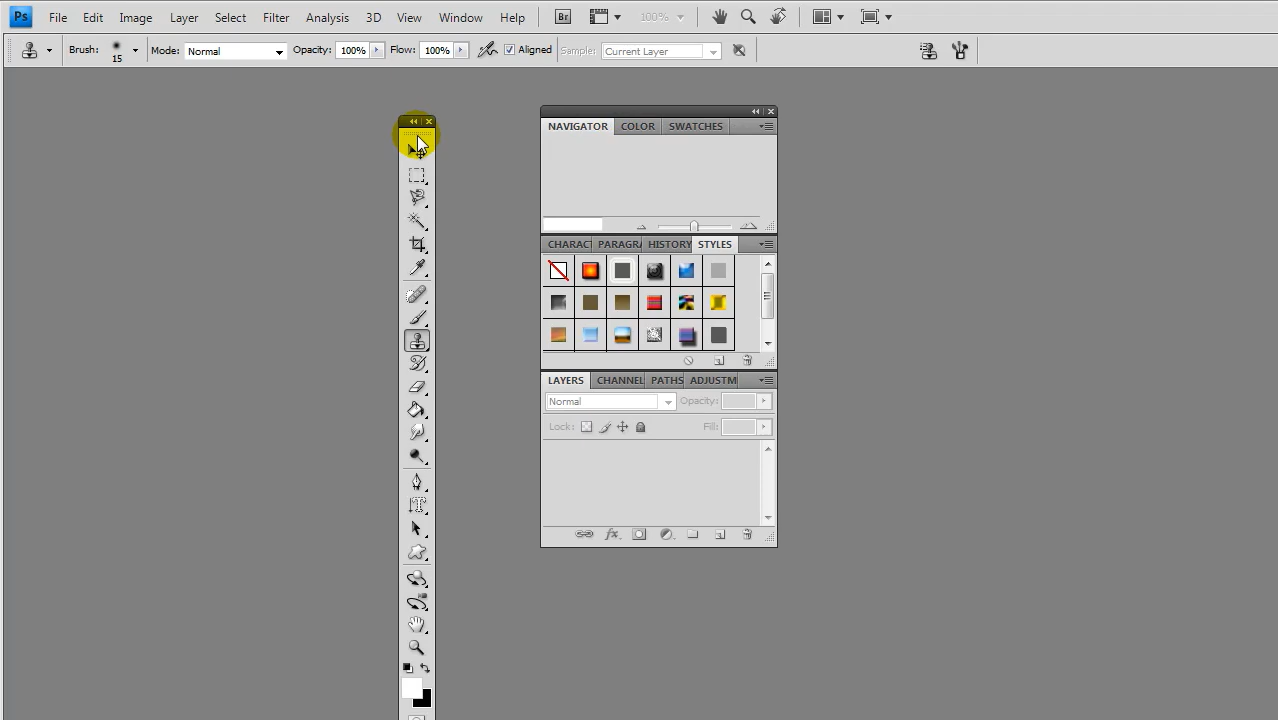 Ps File Edit Image Layer Select Filter Analysis 3D View Window Help Br 100%
Brush: 15 Mode: Normal Opacity: 100% Flow: 100% Aligned Sample: Current Layer
NAVIGATOR COLOR SWATCHES
CHARAC PARAGRA HISTORY STYLES
LAYERS CHANNEL PATHS ADJUSTM
Normal Opacity:
Lock: Fill:
fx.
T